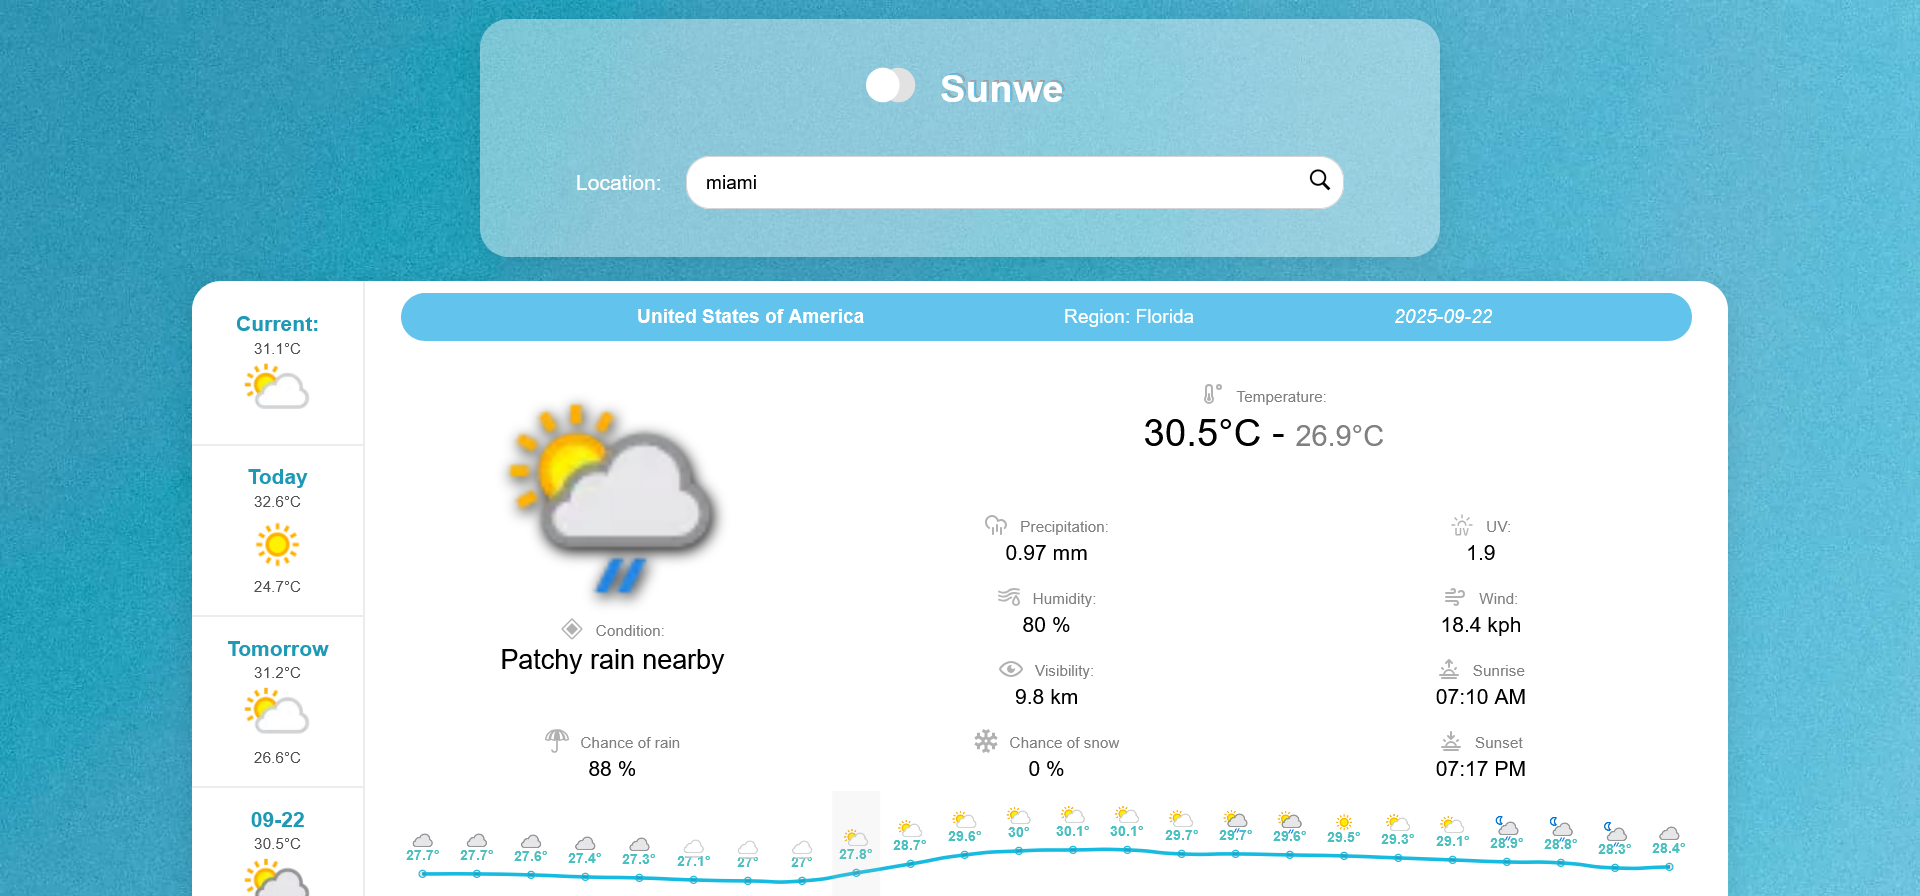 Sunwe
Location: miami
Current:
31.1°C
Today
32.6°C
24.7°C
Tomorrow
31.2°C
26.6°C
09-22
30.5°C
United States of America Region: Florida 2025-09-22
Temperature:
30.5°C - 26.9°C
Condition:
Patchy rain nearby
Chance of rain
88 %
Precipitation:
0.97 mm
Humidity:
80 %
Visibility:
9.8 km
Chance of snow
0 %
UV:
1.9
UV
Wind:
18.4 kph
Sunrise
07:10 AM
Sunset
07:17 PM
27.7° 27.7° 27.6° 27.4° 27.3° 27.1° 27° 27° 27.8° 28.7° 29.6° 30° 30.1° 30.1° 29.7° 29.7° 29.6° 29.5° 29.3° 29.1° 28.9° 28.8° 28.3° 28.4°